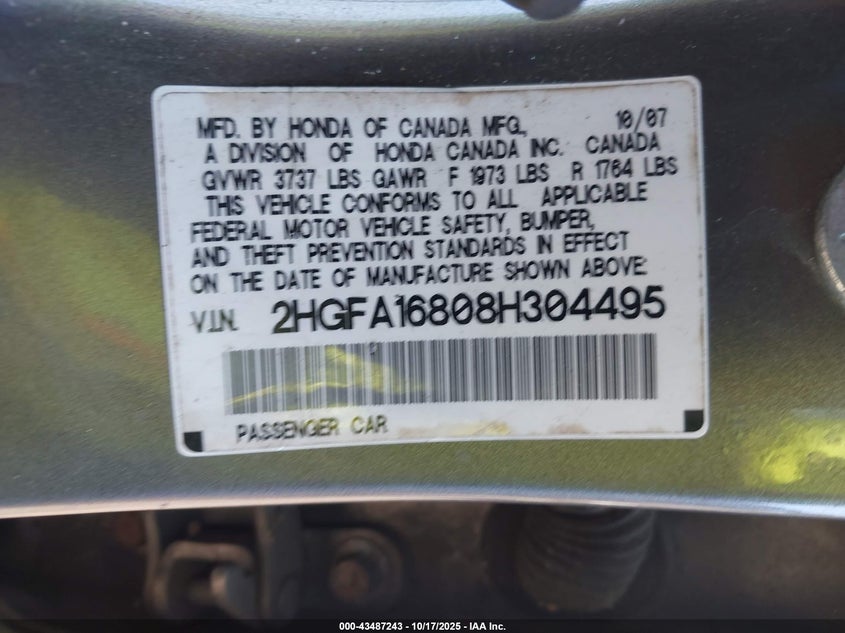 MFD. BY HONDA OF CANADA MFG., 10/07
A DIVISION OF HONDA CANADA INC. CANADA
GVWR 3737 LBS GAWR F 1973 LBS R 1764 LBS
THIS VEHICLE CONFORMS TO ALL APPLICABLE
FEDERAL MOTOR VEHICLE SAFETY, BUMPER,
AND THEFT PREVENTION STANDARDS IN EFFECT
ON THE DATE OF MANUFACTURE SHOWN ABOVE.
V.I.N. 2HGFA16808H304495
PASSENGER CAR
000-43487243 - 10/17/2025 - IAA Inc.